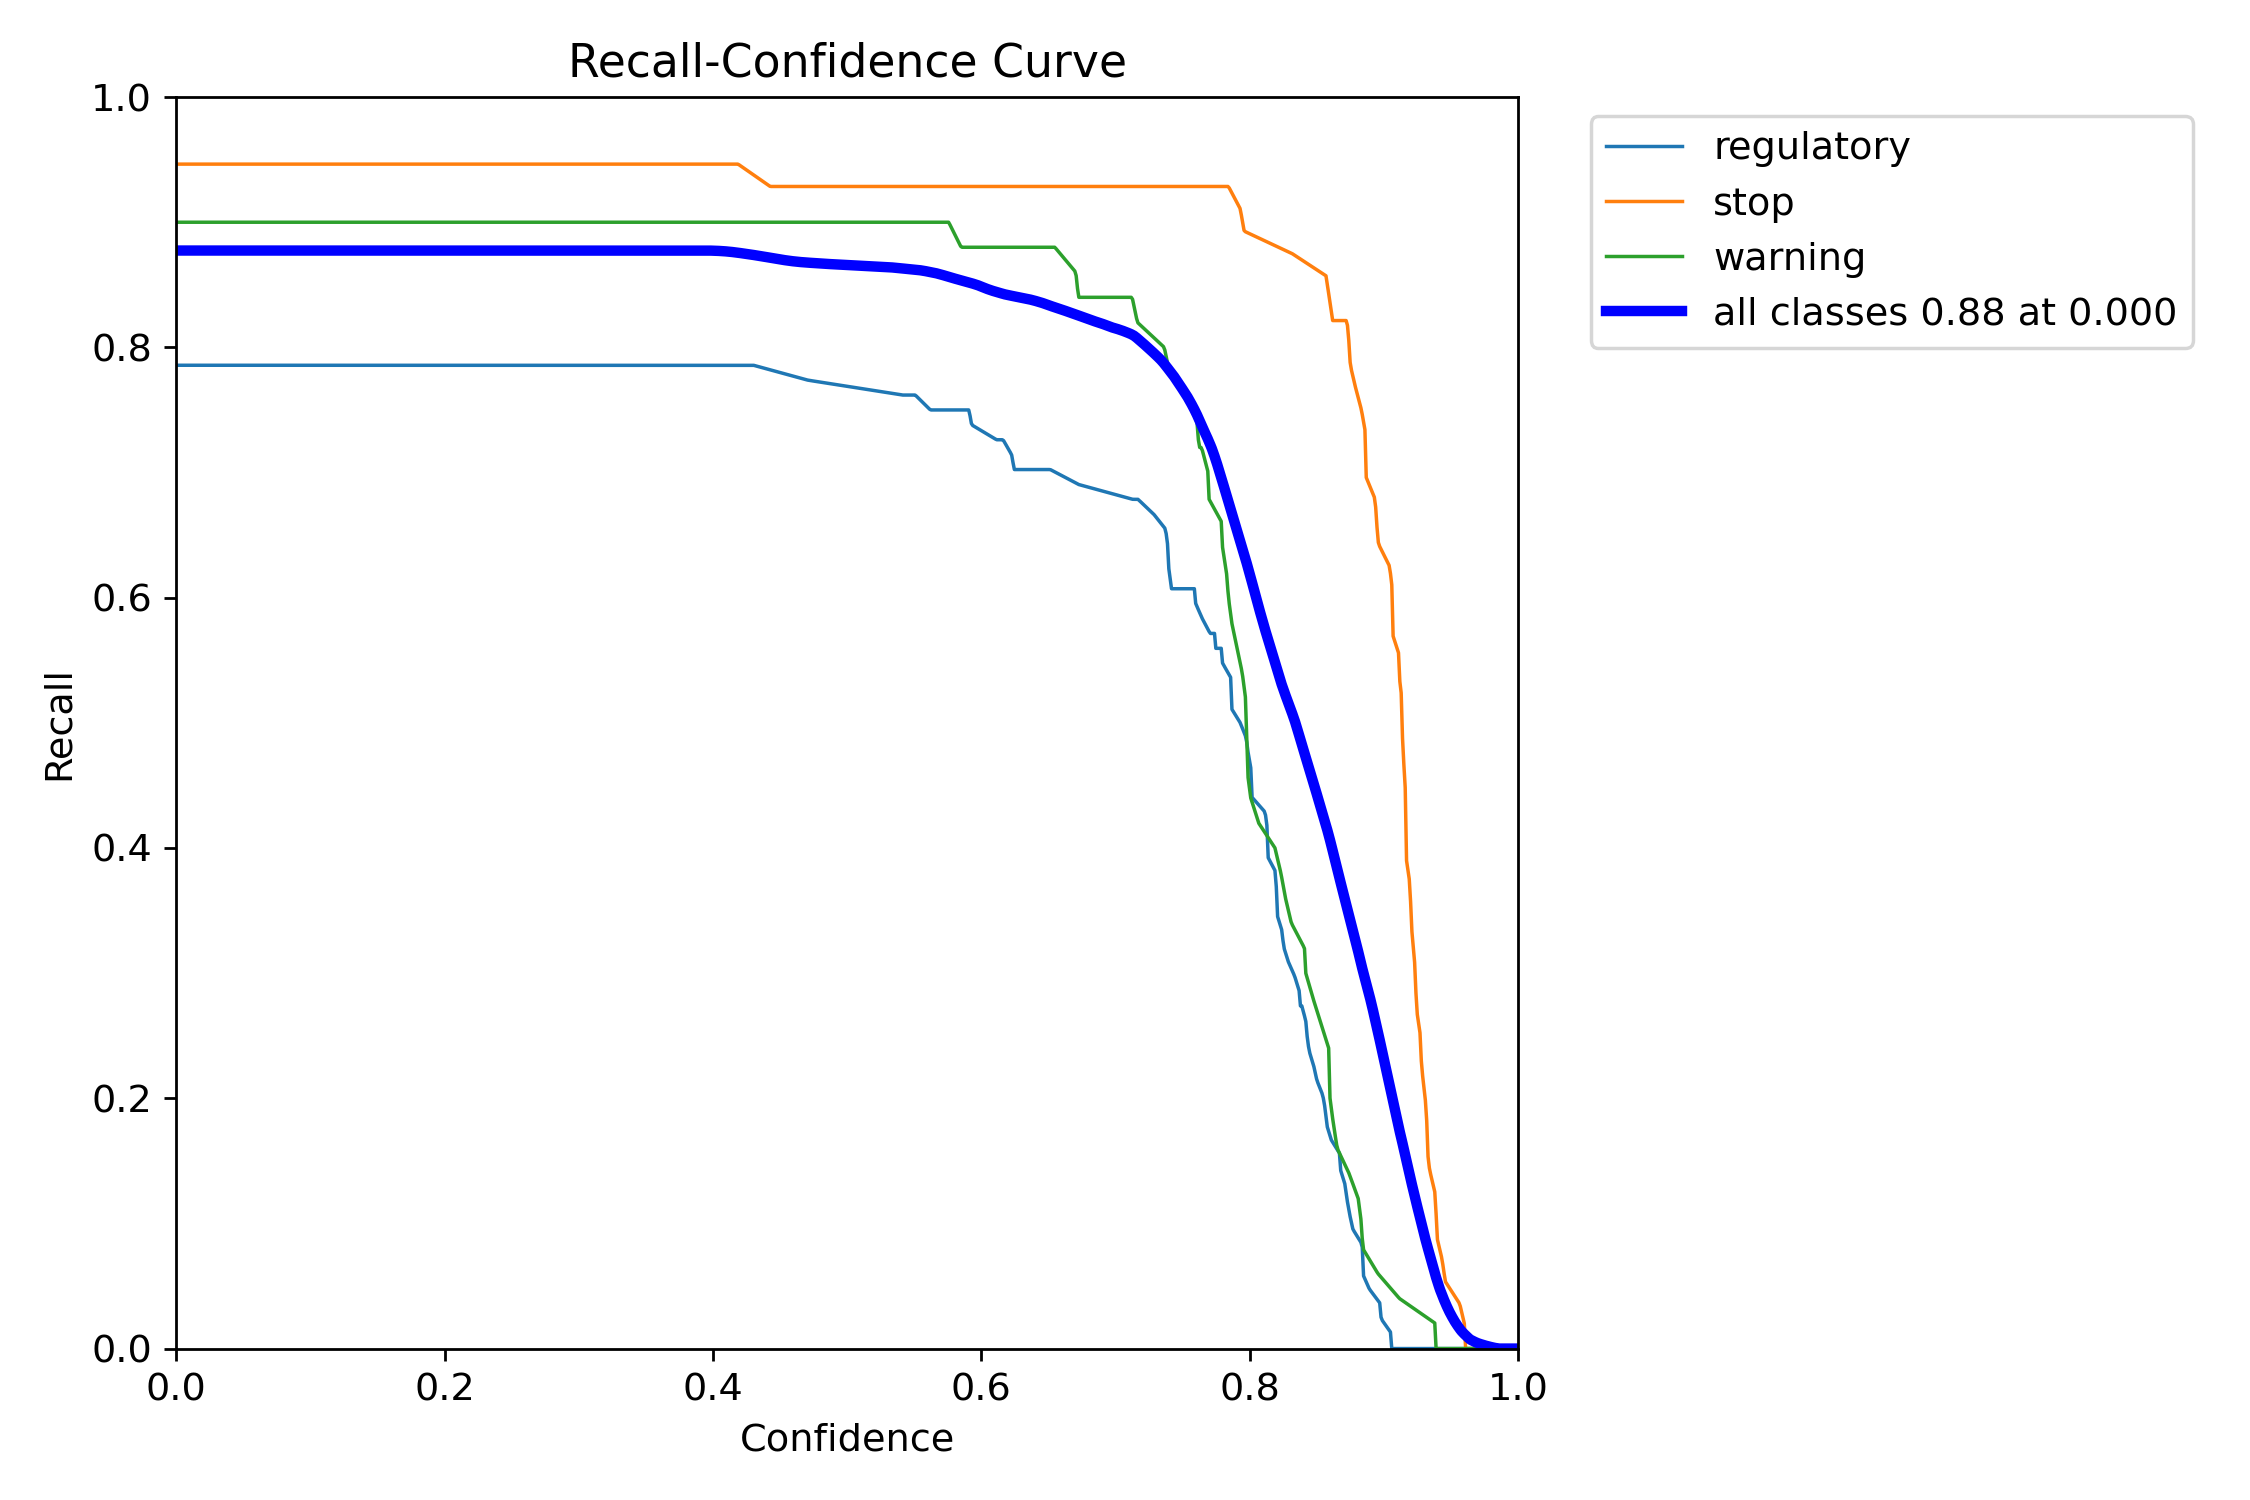 Recall-Confidence Curve
1.0
0.8
0.6
0.4
0.2
0.0
Recall
0.0 0.2 0.4 0.6 0.8 1.0
Confidence
regulatory
stop
warning
all classes 0.88 at 0.000